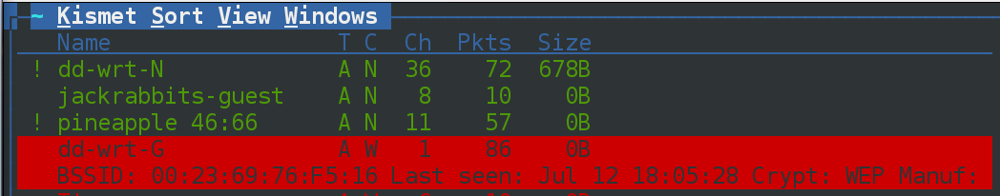 ~ Kismet Sort View Windows
Name T C Ch Pkts Size
! dd-wrt-N A N 36 72 678B
jackrabbits-guest A N 8 10 0B
! pineapple 46:66 A N 11 57 0B
dd-wrt-G A W 1 86 0B
BSSID: 00:23:69:76:F5:16 Last seen: Jul 12 18:05:28 Crypt: WEP Manuf: